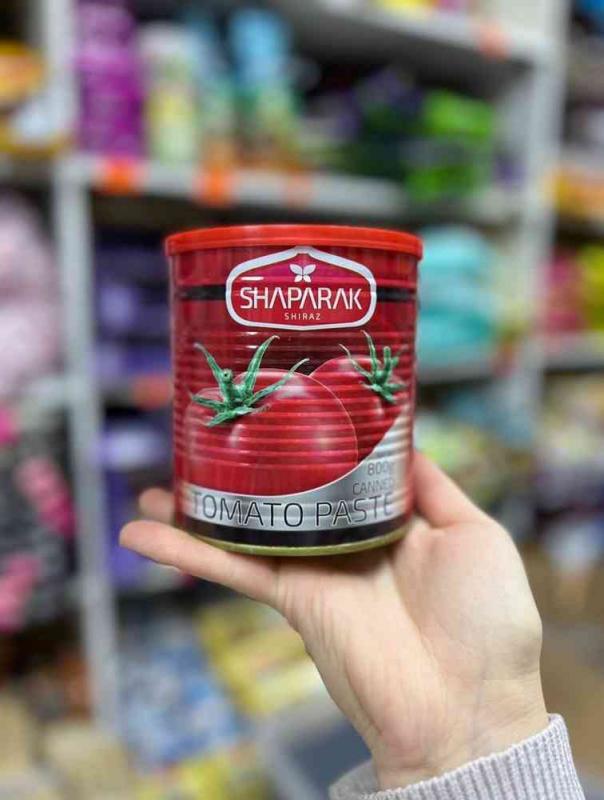 SHAPARAK
SHIRAZ
800g
CANNED
TOMATO PASTE